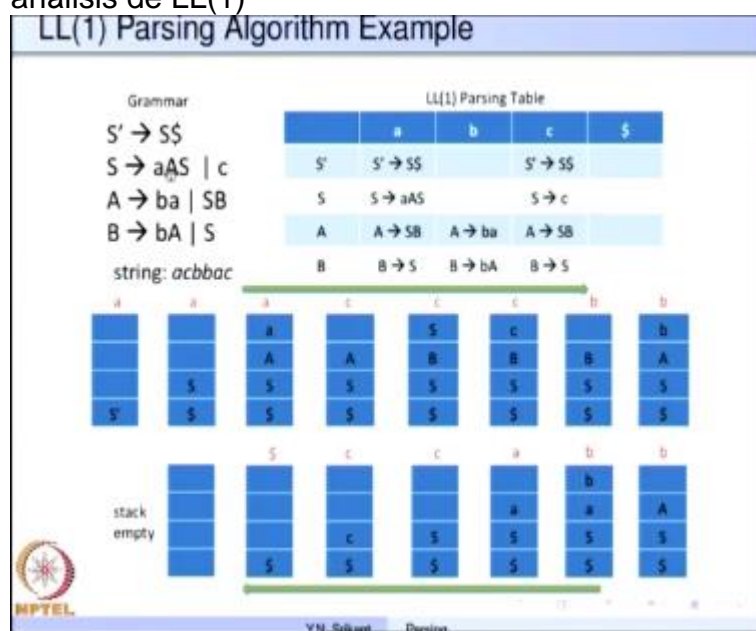 análisis de LL(1)
LL(1) Parsing Algorithm Example
Grammar
S' → S$
S → aAS | c
A → ba | SB
B → bA | S
string: acbbac
LL(1) Parsing Table
a b c $
S' S' → S$ S' → S$
S S → aAS S → c
A A → SB A → ba A → SB
B B → S B → bA B → S
a a a c c c b b
a S c b
A A B B B A
S S S S S S S
S' $ $ $ $ $ $ $
$ c c a b b
b
a a A
c S S S S
$ $ $ $ $ $
stack
empty
NPTEL
Y.N. Srikant Parsing